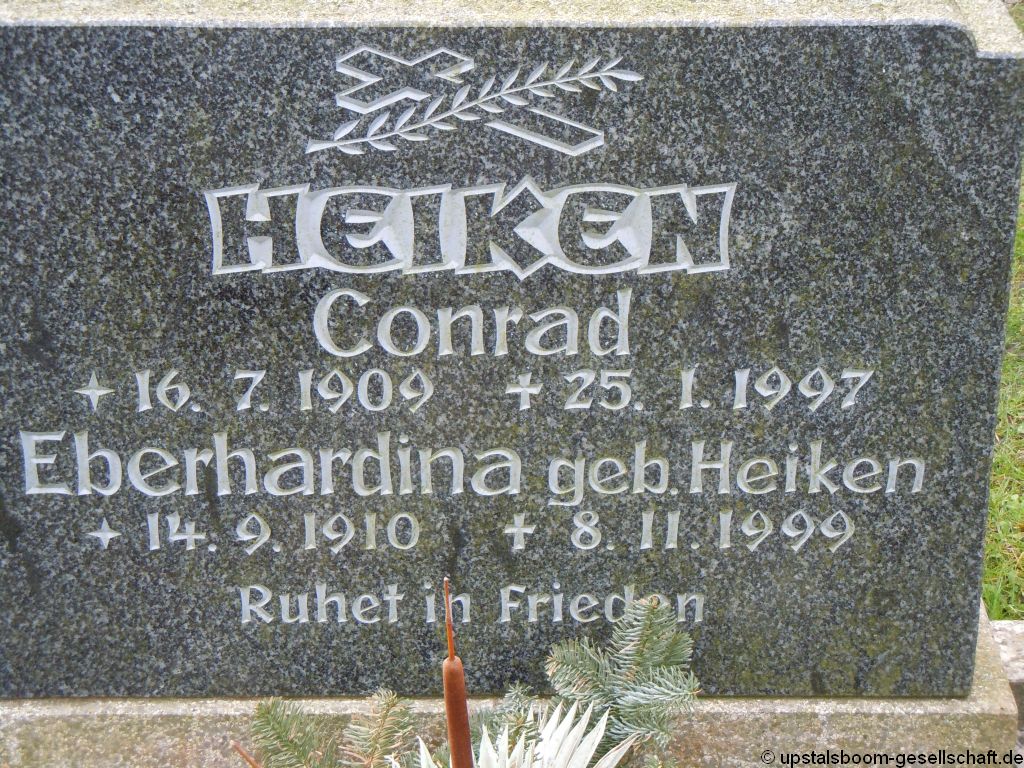 HEIKEN
Conrad
16. 7. 1909 25. 1. 1997
Eberhardina geb. Heiken
14. 9. 1910 8. 11. 1999
Ruhet in Frieden
© upstalsboom-gesellschaft.de